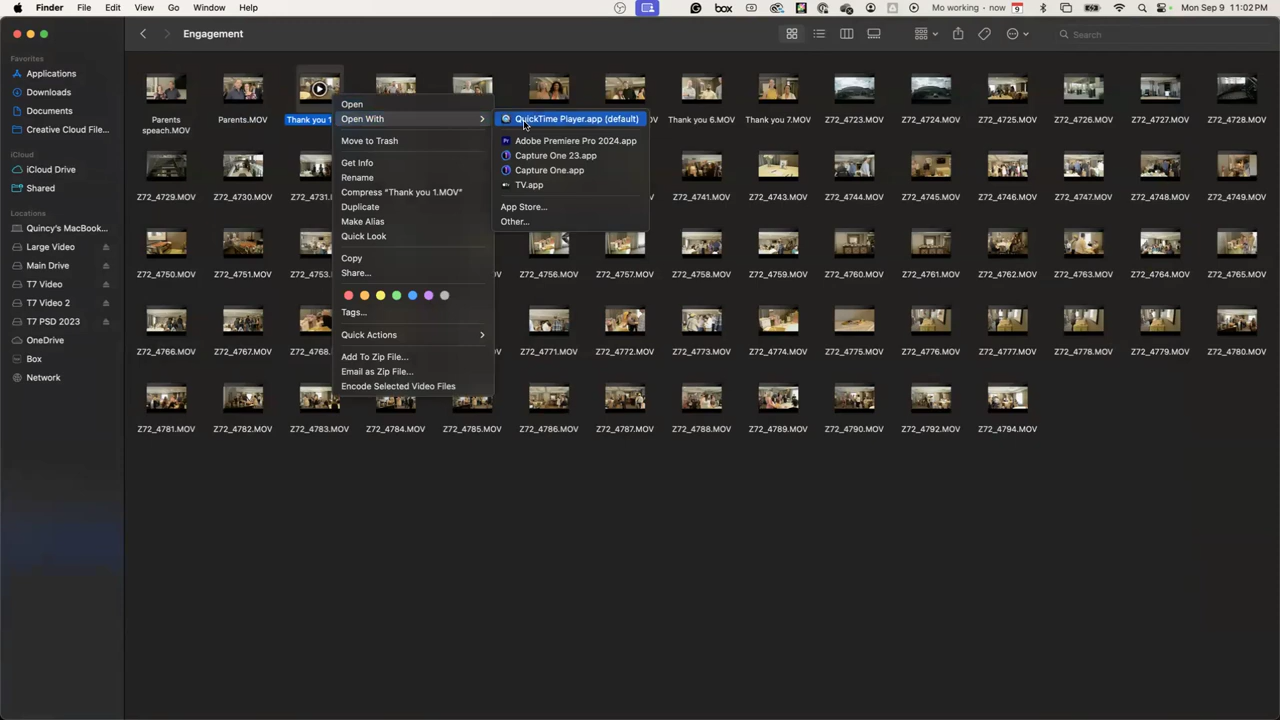 Finder File Edit View Go Window Help
box
Mo working - now
9
Mon Sep 9 11:02 PM
Engagement
Search
Favorites
Applications
Downloads
Documents
Creative Cloud File...
iCloud
iCloud Drive
Shared
Locations
Quincy's MacBook...
Large Video
Main Drive
T7 Video
T7 Video 2
T7 PSD 2023
OneDrive
Box
Network
Parents speach.MOV
Parents.MOV
Thank you 1
Thank you 6.MOV
Thank you 7.MOV
Z72_4723.MOV
Z72_4724.MOV
Z72_4725.MOV
Z72_4726.MOV
Z72_4727.MOV
Z72_4728.MOV
Z72_4729.MOV
Z72_4730.MOV
Z72_4741.MOV
Z72_4744.MOV
Z72_4745.MOV
Z72_4746.MOV
Z72_4747.MOV
Z72_4748.MOV
Z72_4749.MOV
Z72_4750.MOV
Z72_4751.MOV
Z72_4753.MOV
Z72_4756.MOV
Z72_4757.MOV
Z72_4758.MOV
Z72_4759.MOV
Z72_4760.MOV
Z72_4761.MOV
Z72_4762.MOV
Z72_4763.MOV
Z72_4764.MOV
Z72_4765.MOV
Z72_4766.MOV
Z72_4767.MOV
Z72_4768.MOV
Z72_4771.MOV
Z72_4772.MOV
Z72_4773.MOV
Z72_4774.MOV
Z72_4775.MOV
Z72_4776.MOV
Z72_4777.MOV
Z72_4778.MOV
Z72_4779.MOV
Z72_4780.MOV
Z72_4781.MOV
Z72_4782.MOV
Z72_4783.MOV
Z72_4784.MOV
Z72_4785.MOV
Z72_4786.MOV
Z72_4787.MOV
Z72_4788.MOV
Z72_4789.MOV
Z72_4790.MOV
Z72_4792.MOV
Z72_4794.MOV
Open
Open With
Move to Trash
Get Info
Rename
Compress “Thank you 1.MOV”
Duplicate
Make Alias
Quick Look
Copy
Share...
Tags...
Quick Actions
Add To Zip File...
Email as Zip File...
Encode Selected Video Files
QuickTime Player.app (default)
Adobe Premiere Pro 2024.app
Capture One 23.app
Capture One.app
TV.app
App Store...
Other...